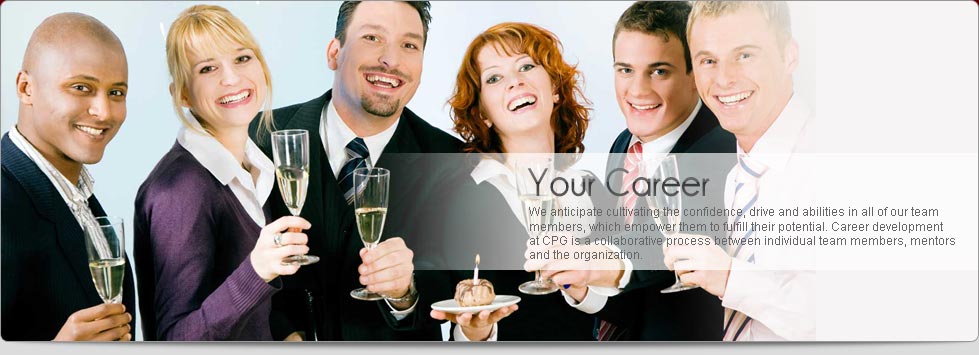 Your Career
We anticipate cultivating the confidence, drive and abilities in all of our team
members, which empower them to fulfill their potential. Career development
at CPG is a collaborative process between individual team members, mentors
and the organization.